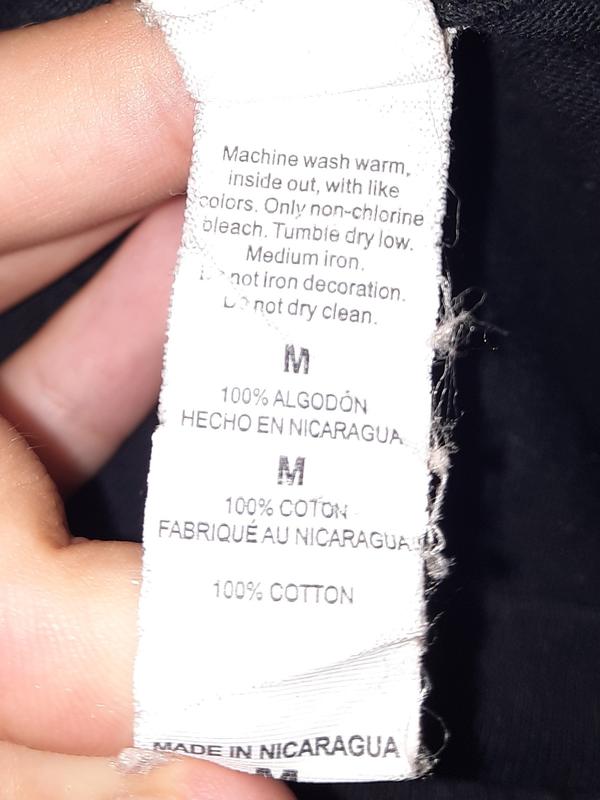 Machine wash warm,
inside out, with like
colors. Only non-chlorine
bleach. Tumble dry low.
Medium iron.
Do not iron decoration.
Do not dry clean.
M
100% ALGODÓN
HECHO EN NICARAGUA
M
100% COTON
FABRIQUÉ AU NICARAGUA
100% COTTON
MADE IN NICARAGUA
M